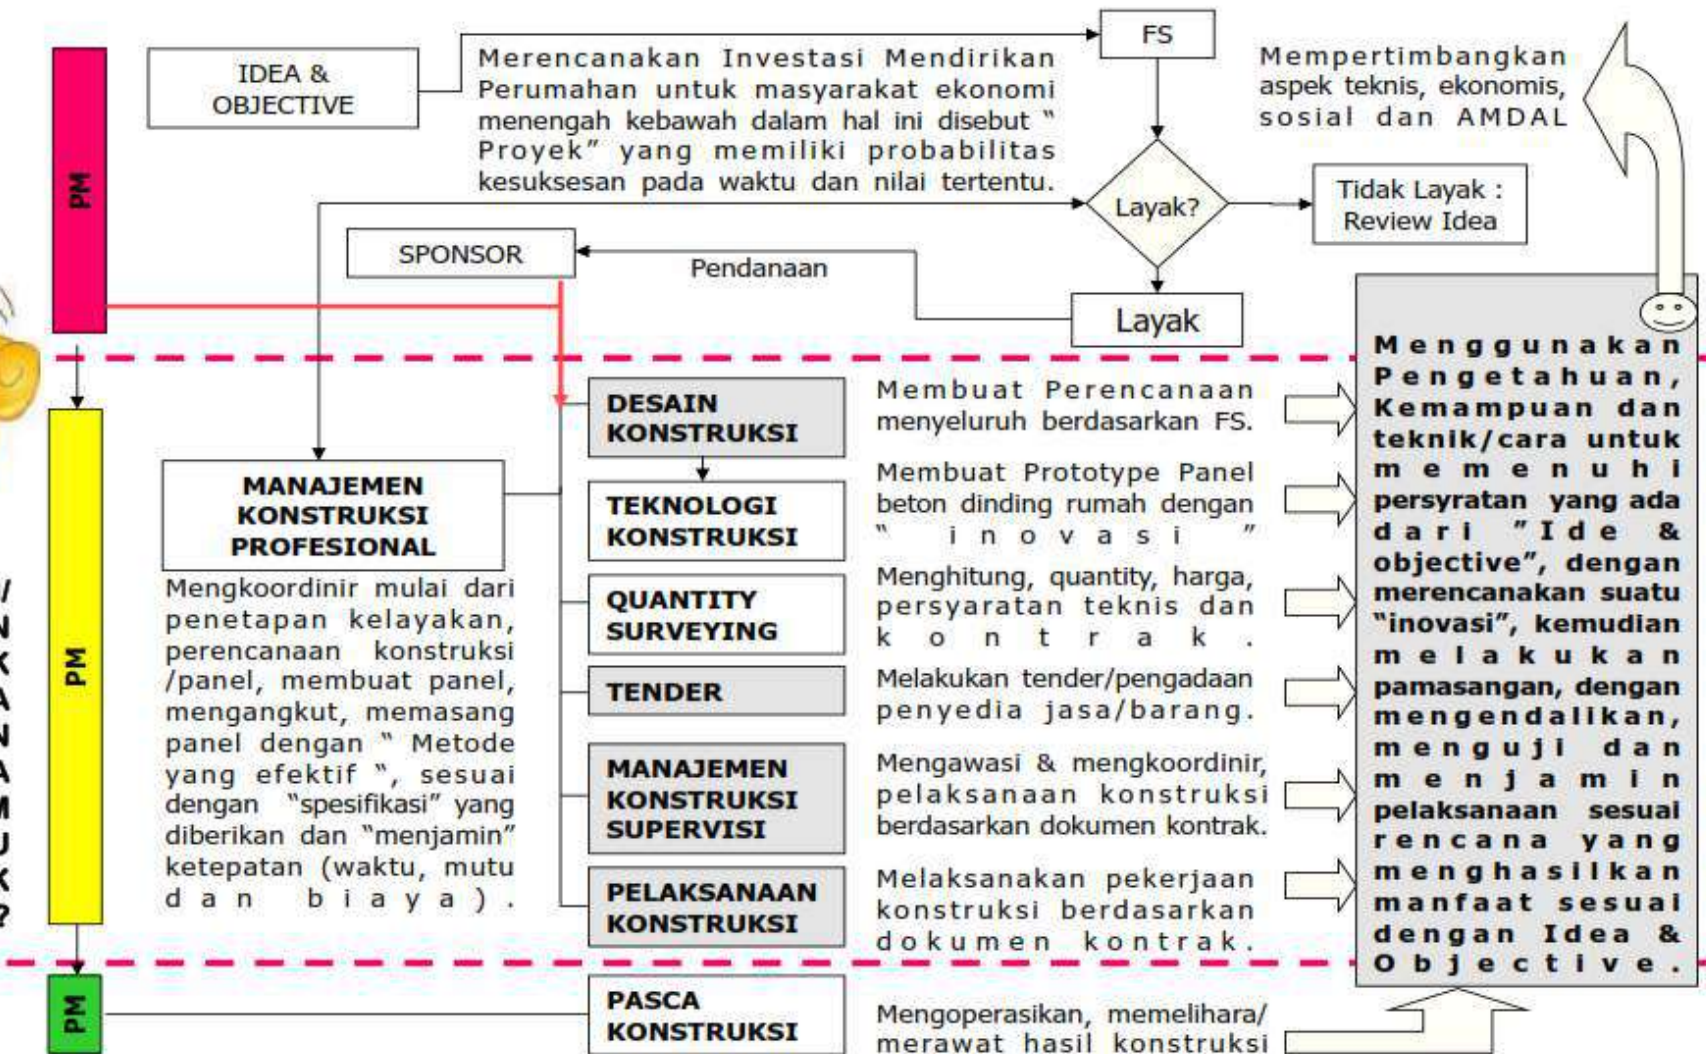 IDEA &
OBJECTIVE
Merencanakan Investasi Mendirikan
Perumahan untuk masyarakat ekonomi
menengah kebawah dalam hal ini disebut “
Proyek” yang memiliki probabilitas
kesuksesan pada waktu dan nilai tertentu.
FS
Mempertimbangkan
aspek teknis, ekonomis,
sosial dan AMDAL
PM
Layak?
Tidak Layak :
Review Idea
SPONSOR
Pendanaan
Layak
MANAJEMEN
KONSTRUKSI
PROFESIONAL
Mengkoordinir mulai dari
penetapan kelayakan,
perencanaan konstruksi
/panel, membuat panel,
mengangkut, memasang
panel dengan “ Metode
yang efektif “, sesuai
dengan “spesifikasi” yang
diberikan dan “menjamin”
ketepatan (waktu, mutu
dan biaya).
PM
/
N
K
A
N
A
M
U
K
?
DESAIN
KONSTRUKSI
Membuat Perencanaan
menyeluruh berdasarkan FS.
TEKNOLOGI
KONSTRUKSI
Membuat Prototype Panel
beton dinding rumah dengan
“ inovasi ”
QUANTITY
SURVEYING
Menghitung, quantity, harga,
persyaratan teknis dan
kontrak.
TENDER
Melakukan tender/pengadaan
penyedia jasa/barang.
MANAJEMEN
KONSTRUKSI
SUPERVISI
Mengawasi & mengkoordinir,
pelaksanaan konstruksi
berdasarkan dokumen kontrak.
PELAKSANAAN
KONSTRUKSI
Melaksanakan pekerjaan
konstruksi berdasarkan
dokumen kontrak.
Menggunakan
Pengetahuan,
Kemampuan dan
teknik/cara untuk
memenuhi
persyratan yang ada
dari ”Ide &
objective”, dengan
merencanakan suatu
“inovasi”, kemudian
melakukan
pamasangan, dengan
mengendalikan,
menguji dan
menjamin
pelaksanaan sesuai
rencana yang
menghasilkan
manfaat sesuai
dengan Idea &
Objective.
PM
PASCA
KONSTRUKSI
Mengoperasikan, memelihara/
merawat hasil konstruksi